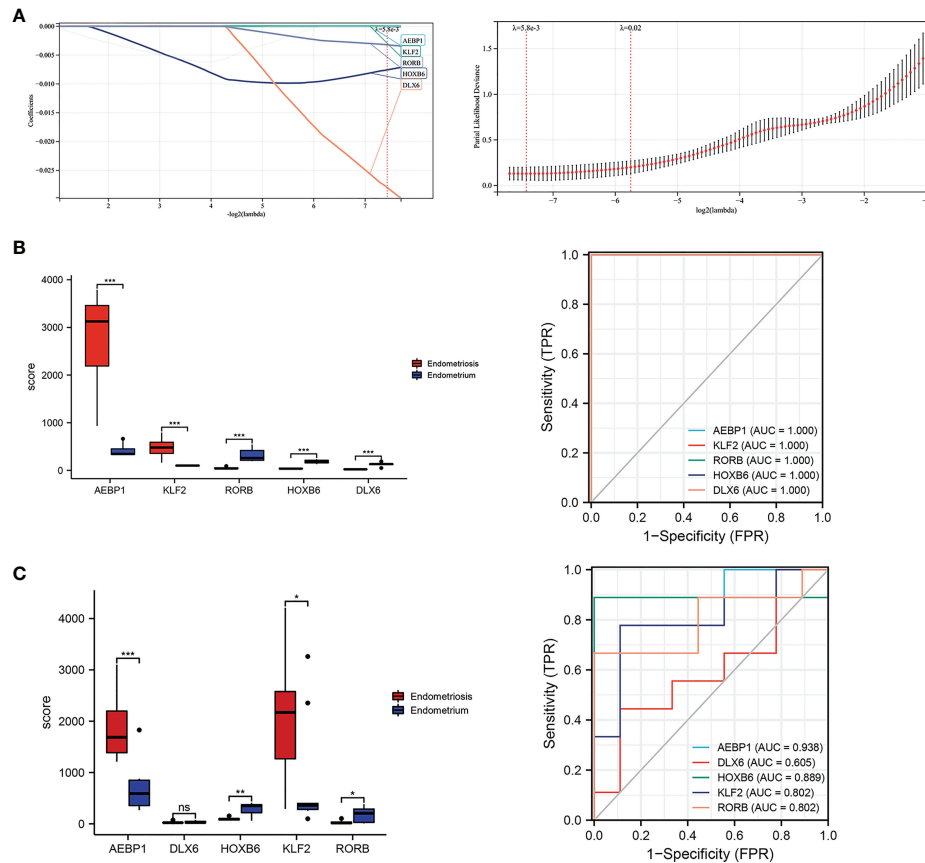 A
0.000
−0.005
−0.010
−0.015
−0.020
−0.025
Coefficients
λ=5.8e-3
AEBP1
KLF2
RORB
HOXB6
DLX6
2
3
4
5
6
7
-log2(lambda)
λ=5.8e-3
λ=0.02
1.5
1.0
0.5
0.0
Parial Likelihood Deviance
−7
−6
−5
−4
−3
−2
log2(lambda)
B
4000
3000
2000
1000
0
score
***
***
***
***
***
AEBP1
KLF2
RORB
HOXB6
DLX6
Endometriosis
Endometrium
1.0
0.8
0.6
0.4
0.2
0.0
Sensitivity (TPR)
AEBP1 (AUC = 1.000)
KLF2 (AUC = 1.000)
RORB (AUC = 1.000)
HOXB6 (AUC = 1.000)
DLX6 (AUC = 1.000)
0.0 0.2 0.4 0.6 0.8 1.0
1-Specificity (FPR)
C
4000
3000
2000
1000
0
score
***
ns
**
*
*
AEBP1
DLX6
HOXB6
KLF2
RORB
Endometriosis
Endometrium
1.0
0.8
0.6
0.4
0.2
0.0
Sensitivity (TPR)
AEBP1 (AUC = 0.938)
DLX6 (AUC = 0.605)
HOXB6 (AUC = 0.889)
KLF2 (AUC = 0.802)
RORB (AUC = 0.802)
0.0 0.2 0.4 0.6 0.8 1.0
1-Specificity (FPR)